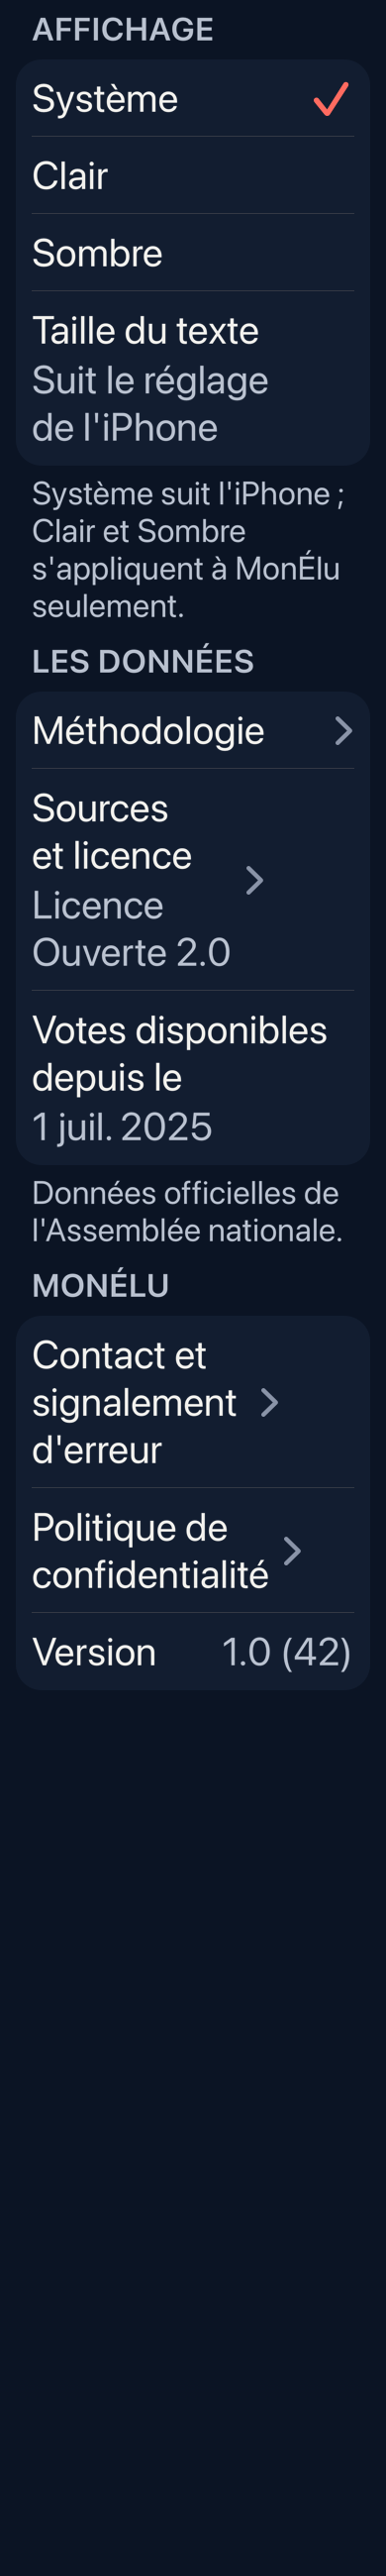 AFFICHAGE
Système
Clair
Sombre
Taille du texte
Suit le réglage
de l'iPhone
Système suit l'iPhone ;
Clair et Sombre
s'appliquent à MonÉlu
seulement.
LES DONNÉES
Méthodologie
Sources
et licence
Licence
Ouverte 2.0
Votes disponibles
depuis le
1 juil. 2025
Données officielles de
l'Assemblée nationale.
MONÉLU
Contact et
signalement
d'erreur
Politique de
confidentialité
Version 1.0 (42)